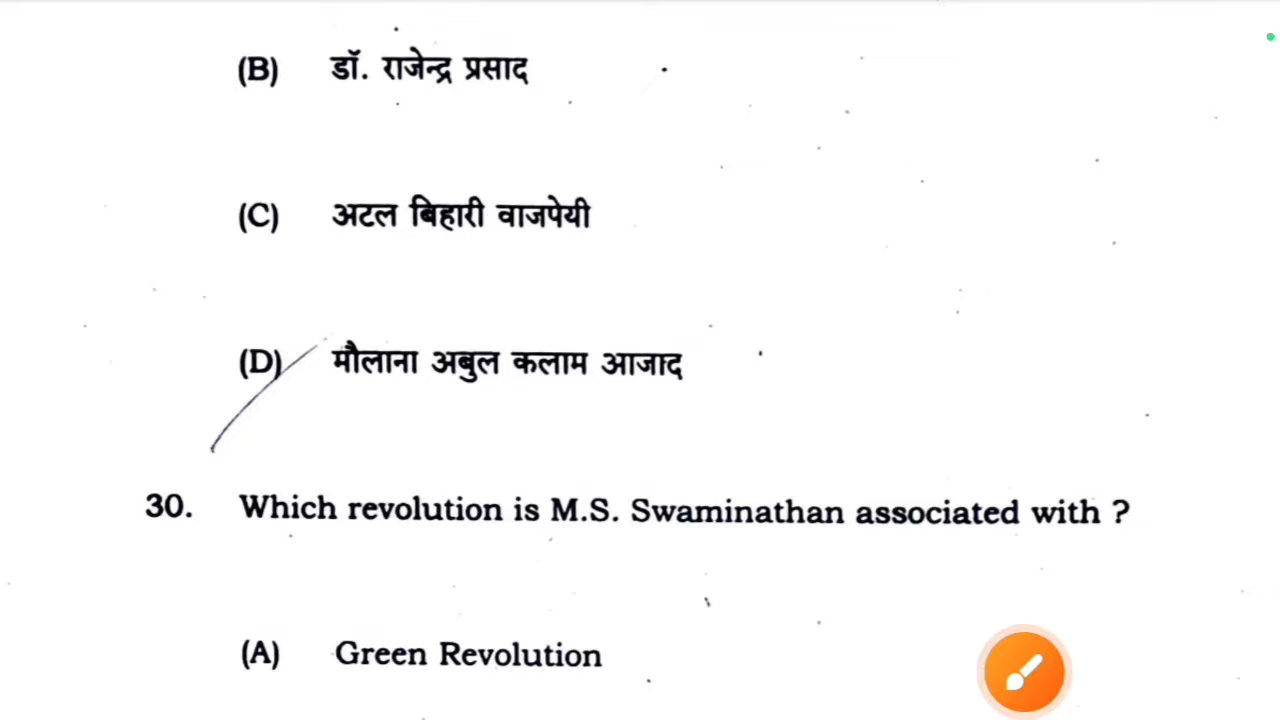 (B) डॉ. राजेन्द्र प्रसाद
(C) अटल बिहारी वाजपेयी
(D) मौलाना अबुल कलाम आजाद
30. Which revolution is M.S. Swaminathan associated with ?
(A) Green Revolution